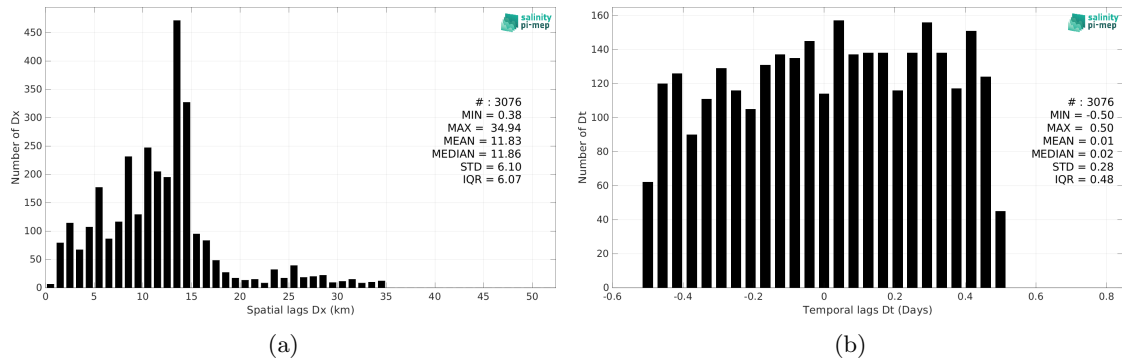 salinity
pi-mep
Number of Dx
450
400
350
300
250
200
150
100
50
0
# : 3076
MIN = 0.38
MAX = 34.94
MEAN = 11.83
MEDIAN = 11.86
STD = 6.10
IQR = 6.07
0 5 10 15 20 25 30 35 40 45 50
Spatial lags Dx (km)
(a)
salinity
pi-mep
Number of Dt
160
140
120
100
80
60
40
20
0
# : 3076
MIN = -0.50
MAX = 0.50
MEAN = 0.01
MEDIAN = 0.02
STD = 0.28
IQR = 0.48
-0.6 -0.4 -0.2 0 0.2 0.4 0.6 0.8
Temporal lags Dt (Days)
(b)